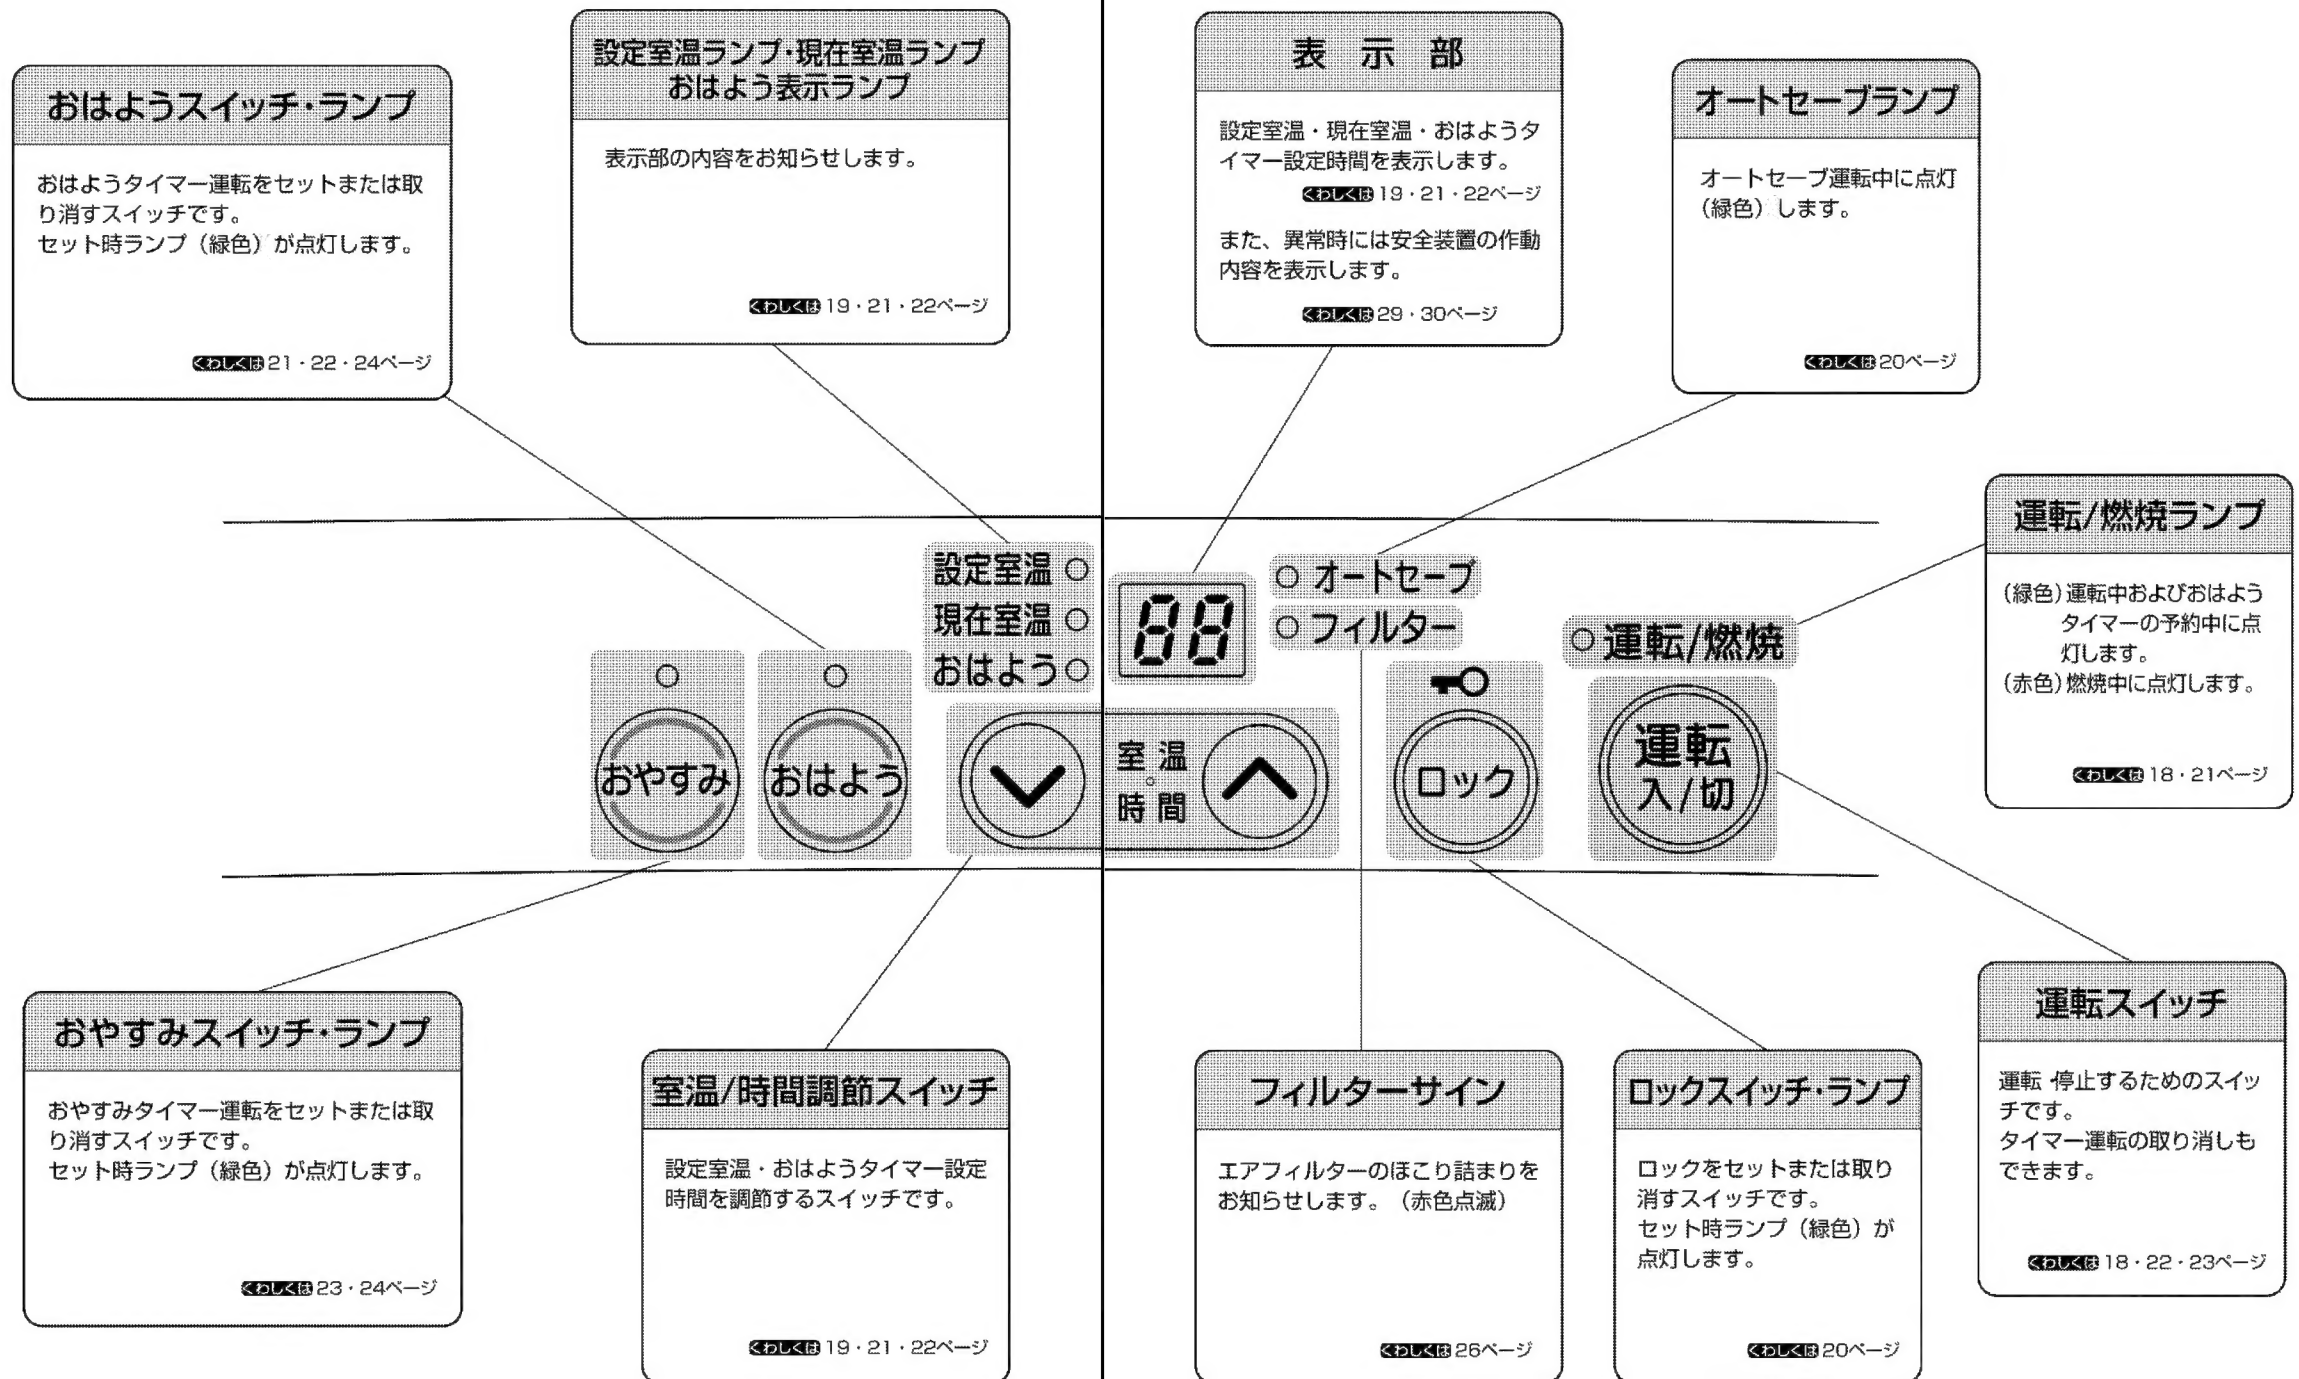 おはようスイッチ・ランプ
おはようタイマー運転をセットまたは取
り消すスイッチです。
セット時ランプ（緑色）が点灯します。
くわしくは21・22・24ページ
設定室温ランプ・現在室温ランプ
おはよう表示ランプ
表示部の内容をお知らせします。
くわしくは19・21・22ページ
表示部
設定室温・現在室温・おはようタ
イマー設定時間を表示します。
くわしくは19・21・22ページ
また、異常時には安全装置の作動
内容を表示します。
くわしくは29・30ページ
オートセーブランプ
オートセーブ運転中に点灯
（緑色）します。
くわしくは20ページ
運転/燃焼ランプ
（緑色）運転中およびおはよう
タイマーの予約中に点
灯します。
（赤色）燃焼中に点灯します。
くわしくは18・21ページ
設定室温
現在室温
おはよう
88
オートセーブ
フィルター
運転/燃焼
おやすみ
おはよう
室温
時間
ロック
運転
入/切
おやすみスイッチ・ランプ
おやすみタイマー運転をセットまたは取
り消すスイッチです。
セット時ランプ（緑色）が点灯します。
くわしくは23・24ページ
室温/時間調節スイッチ
設定室温・おはようタイマー設定
時間を調節するスイッチです。
くわしくは19・21・22ページ
フィルターサイン
エアフィルターのほこり詰まりを
お知らせします。（赤色点滅）
くわしくは26ページ
ロックスイッチ・ランプ
ロックをセットまたは取り
消すスイッチです。
セット時ランプ（緑色）が
点灯します。
くわしくは20ページ
運転スイッチ
運転・停止するためのスイッ
チです。
タイマー運転の取り消しも
できます。
くわしくは18・22・23ページ